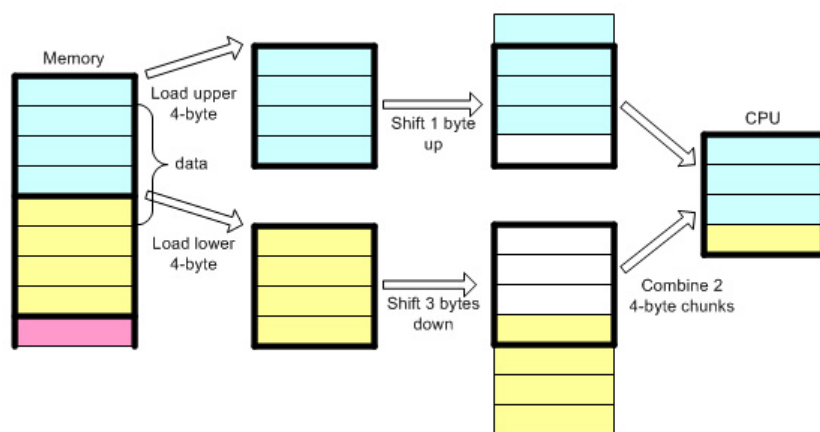 Memory
Load upper
4-byte
Shift 1 byte
up
CPU
data
Load lower
4-byte
Shift 3 bytes
down
Combine 2
4-byte chunks